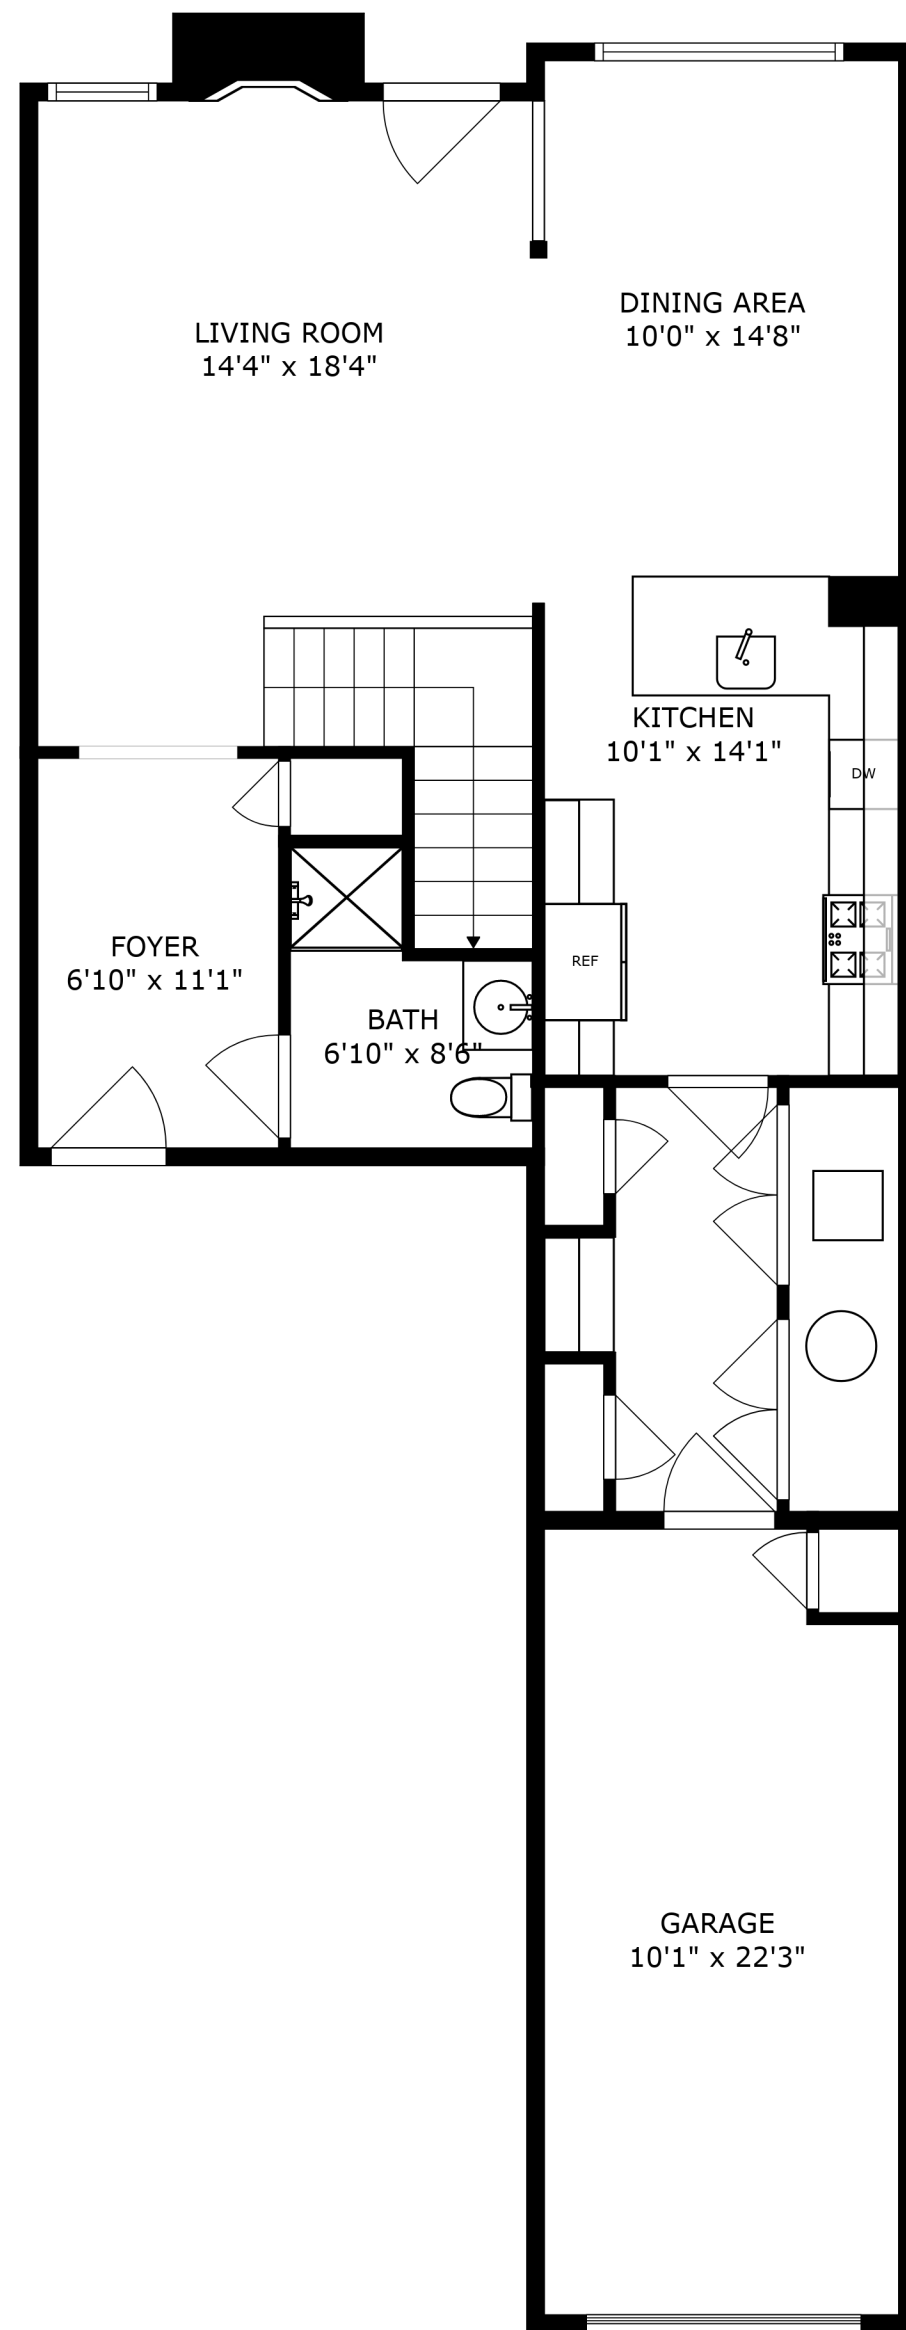 DINING AREA
10'0" x 14'8"
LIVING ROOM
14'4" x 18'4"
KITCHEN
10'1" x 14'1"
DW
FOYER
6'10" x 11'1"
REF
BATH
6'10" x 8'6"
GARAGE
10'1" x 22'3"